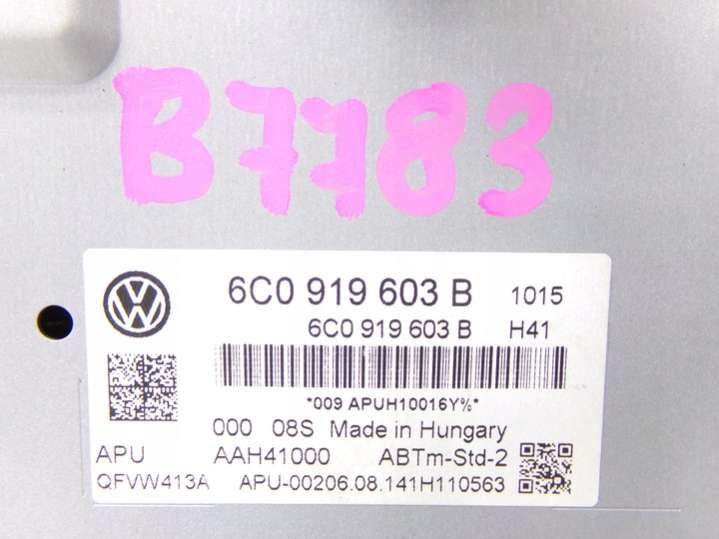 B7783
6C0 919 603 B 1015
6C0 919 603 B H41
*009 APUH10016Y%*
000 08S Made in Hungary
APU AAH41000 ABTm-Std-2
QFVW413A APU-00206.08.141H110563